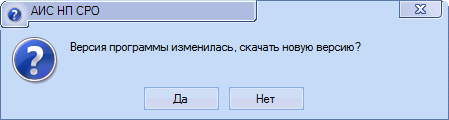 АИС НП СРО
Версия программы изменилась, скачать новую версию?
Да
Нет